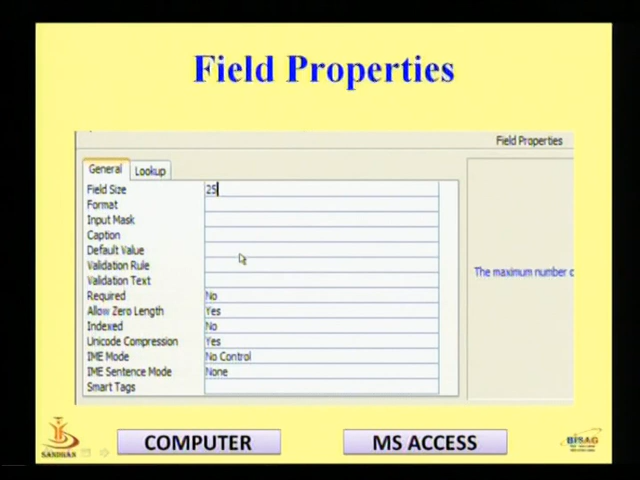 Field Properties
Field Properties
General Lookup
Field Size 25
Format
Input Mask
Caption
Default Value
Validation Rule
Validation Text
Required No
Allow Zero Length Yes
Indexed No
Unicode Compression Yes
IME Mode No Control
IME Sentence Mode None
Smart Tags
The maximum number
COMPUTER
MS ACCESS
SANDHAN
BISAG